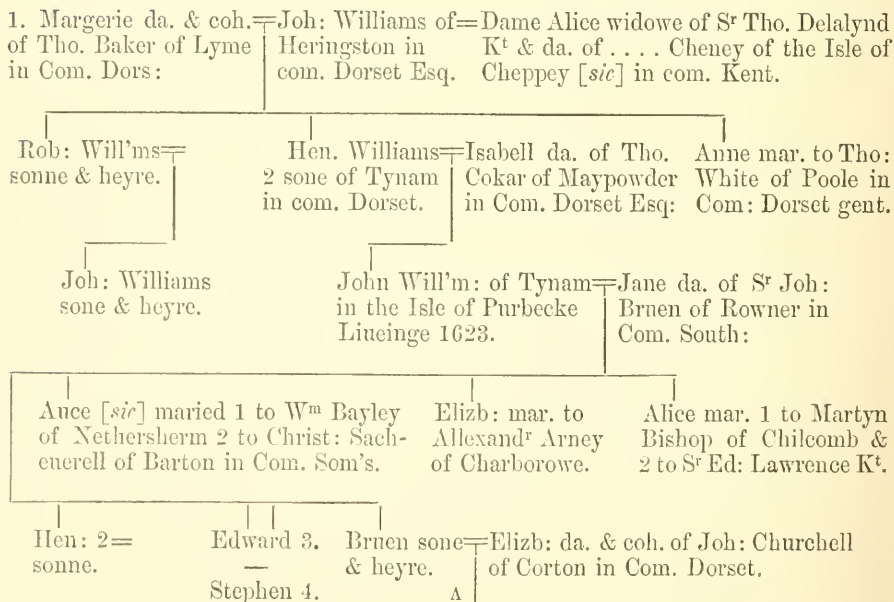 1. Margerie da. & coh.=Joh: Williams of=Dame Alice widowe of Sʳ Tho. Delalynd
of Tho. Baker of Lyme Heringston in Kᵗ & da. of . . . . Cheney of the Isle of
in Com. Dors: com. Dorset Esq. Cheppey [sic] in com. Kent.
Rob: Will'ms= Hen. Williams=Isabell da. of Tho. Anne mar. to Tho:
sonne & heyre. 2 sone of Tynam Cokar of Maypowder White of Poole in
in com. Dorset. in Com. Dorset Esq: Com: Dorset gent.
Joh: Williams John Will'm: of Tynam=Jane da. of Sʳ Joh:
sone & heyre. in the Isle of Purbecke Bruen of Rowner in
Liueinge 1623. Com. South:
Auce [sic] maried 1 to Wᵐ Bayley Elizb: mar. to Alice mar. 1 to Martyn
of Nethersherm 2 to Christ: Sach- Allexandʳ Arney Bishop of Chilcomb &
euerell of Barton in Com. Som's. of Charborowe. 2 to Sʳ Ed: Lawrence Kᵗ.
Hen: 2= Edward 3. Bruen sone=Elizb: da. & coh. of Joh: Churchell
sonne. — & heyre. of Corton in Com. Dorset.
Stephen 4. A